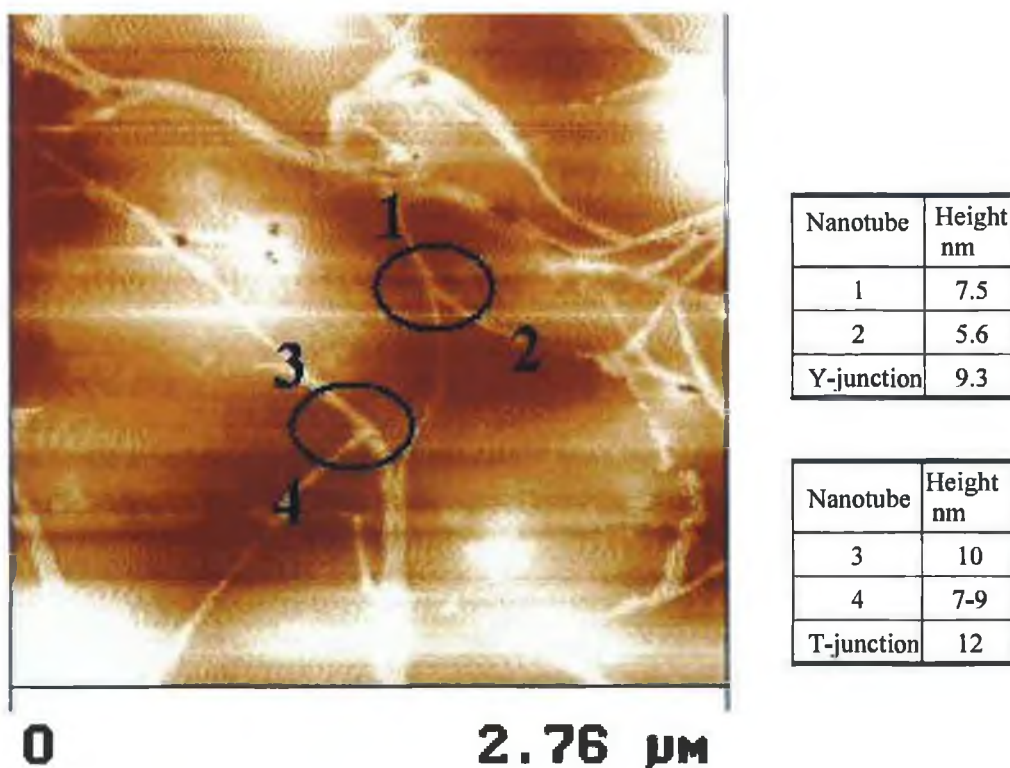 1
2
3
4
0 2.76 µm
Nanotube Height nm
1 7.5
2 5.6
Y-junction 9.3
Nanotube Height nm
3 10
4 7-9
T-junction 12